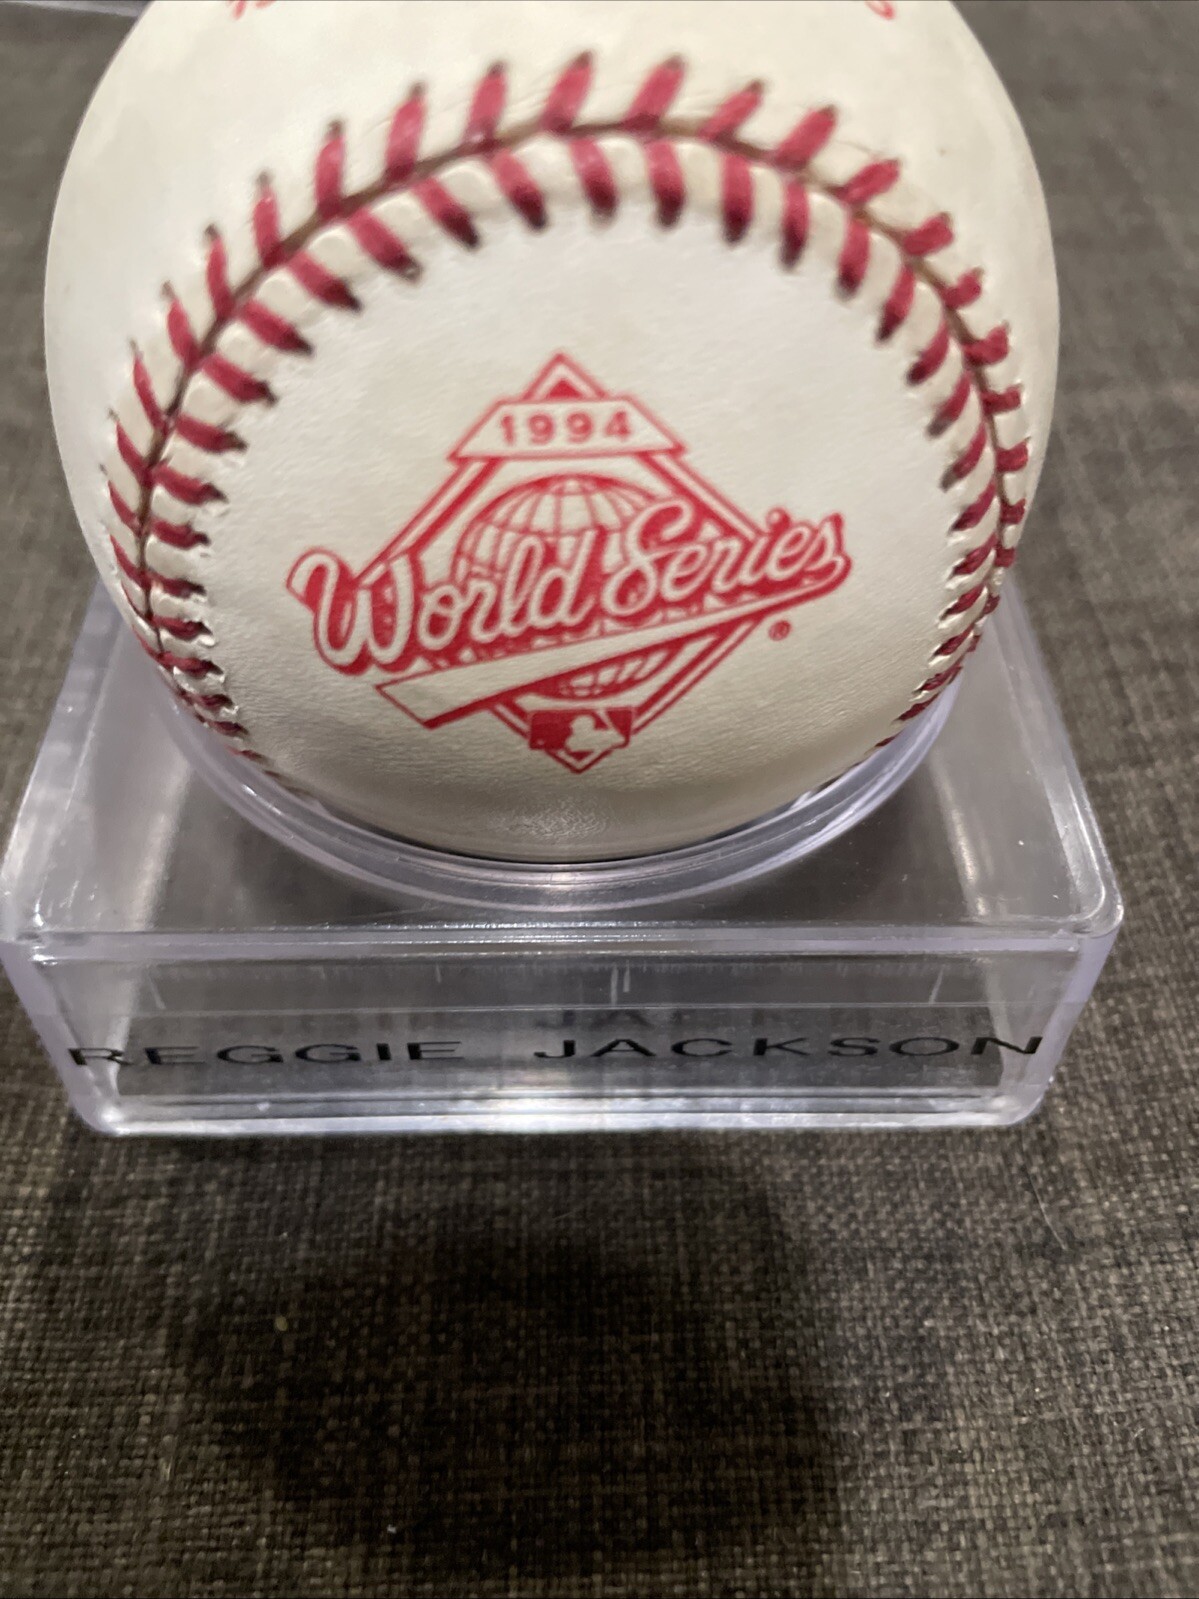 1994
World Series
®
REGGIE JACKSON